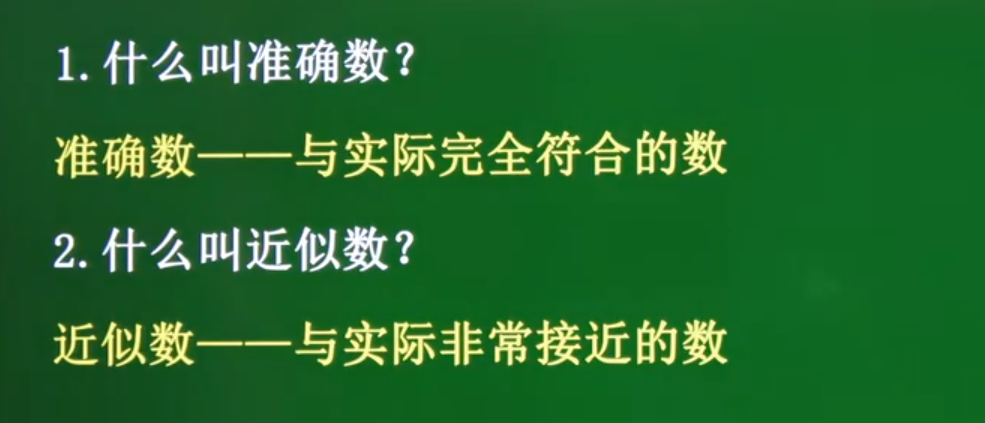 1.什么叫准确数？
准确数——与实际完全符合的数
2.什么叫近似数？
近似数——与实际非常接近的数